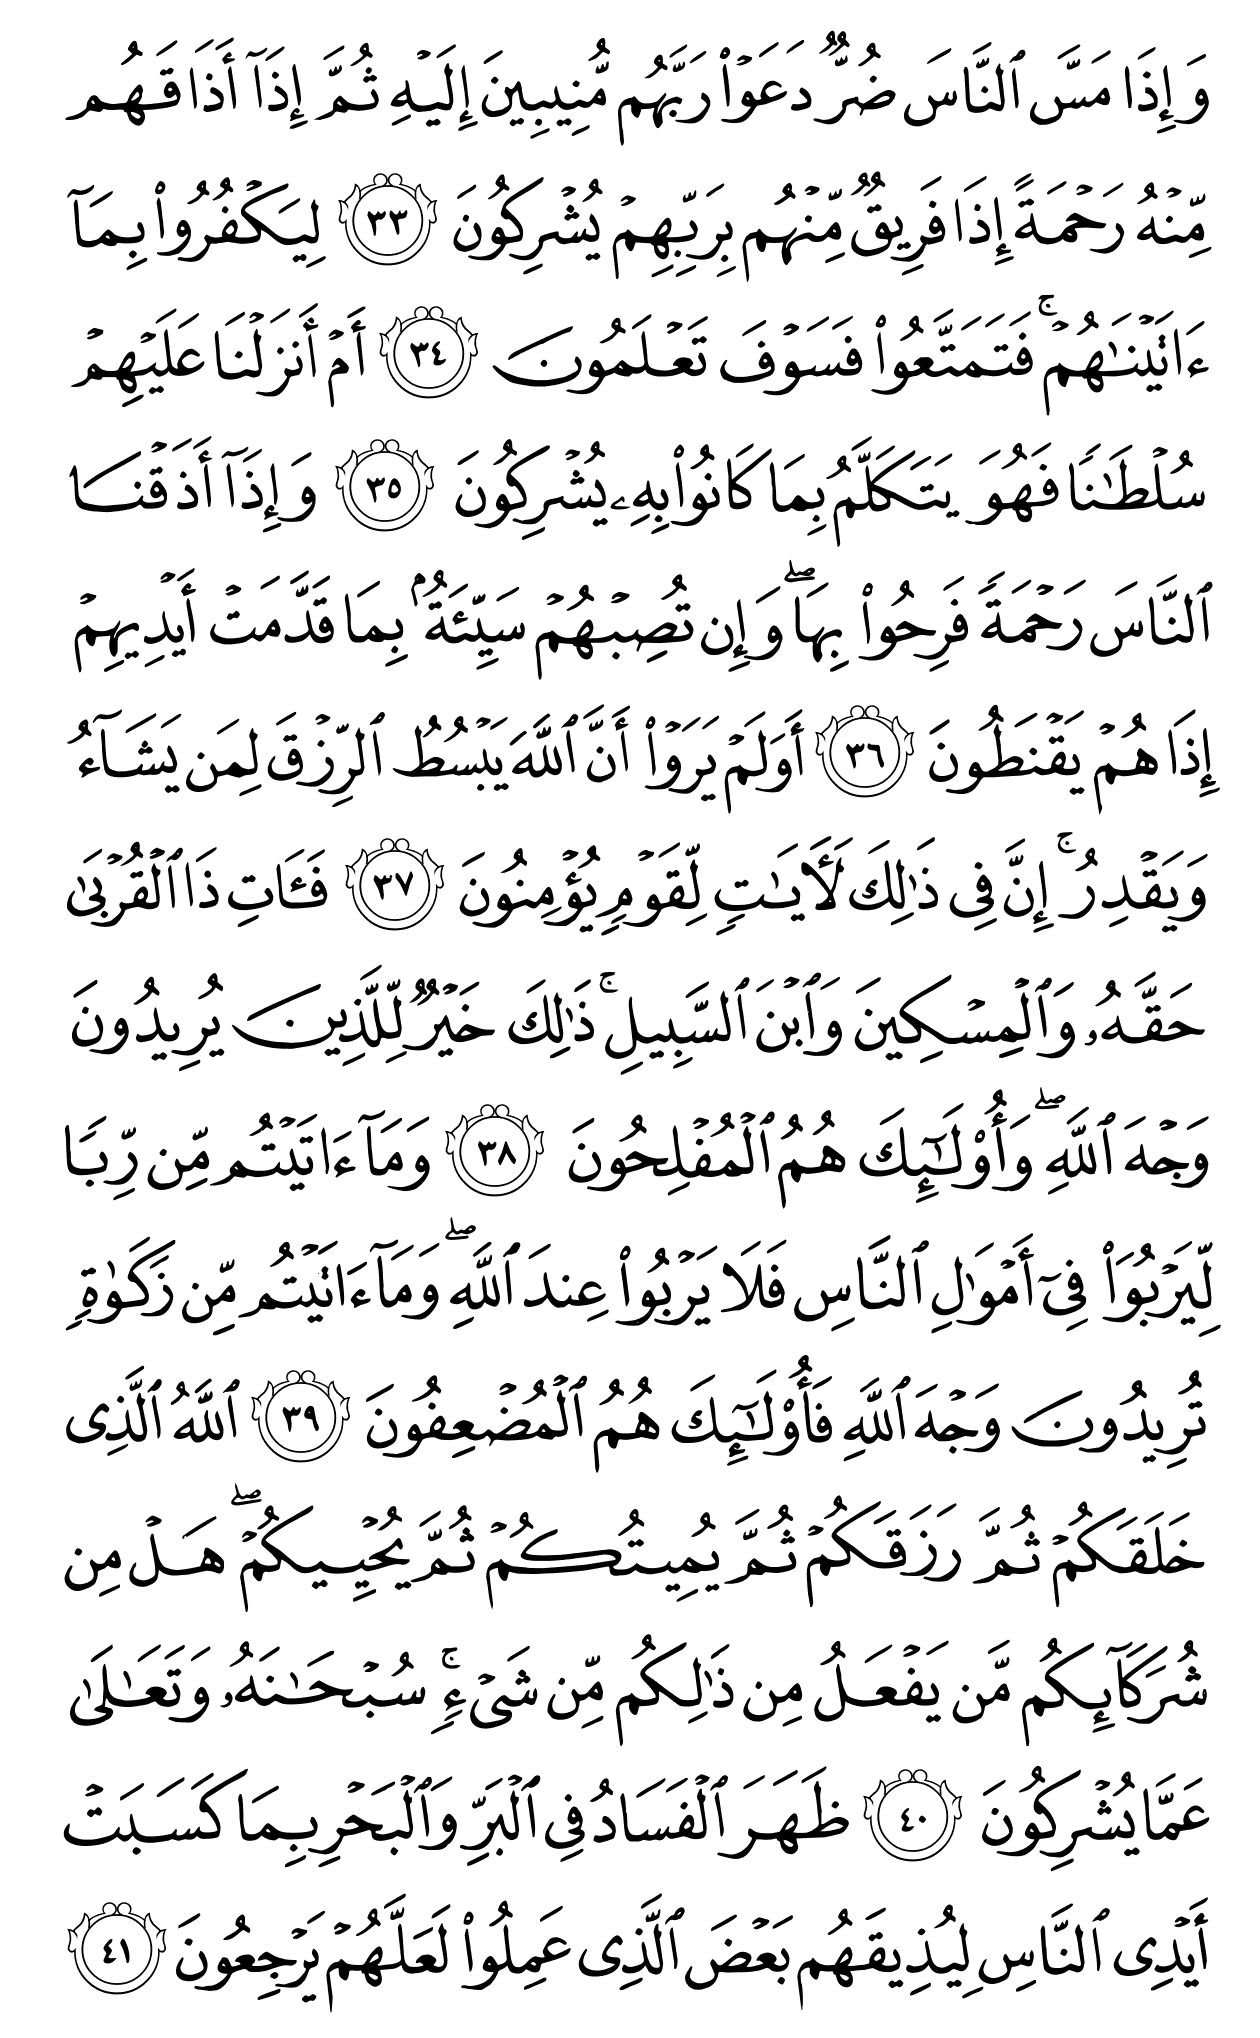 وَإِذَا مَسَّ ٱلنَّاسَ ضُرٌّ دَعَوْا۟ رَبَّهُم مُّنِيبِينَ إِلَيْهِ ثُمَّ إِذَآ أَذَاقَهُم
مِّنْهُ رَحْمَةً إِذَا فَرِيقٌ مِّنْهُم بِرَبِّهِمْ يُشْرِكُونَ ٣٣ لِيَكْفُرُوا۟ بِمَآ
ءَاتَيْنَـٰهُمْ ۚ فَتَمَتَّعُوا۟ فَسَوْفَ تَعْلَمُونَ ٣٤ أَمْ أَنزَلْنَا عَلَيْهِمْ
سُلْطَـٰنًا فَهُوَ يَتَكَلَّمُ بِمَا كَانُوا۟ بِهِۦ يُشْرِكُونَ ٣٥ وَإِذَآ أَذَقْنَا
ٱلنَّاسَ رَحْمَةً فَرِحُوا۟ بِهَا ۖ وَإِن تُصِبْهُمْ سَيِّئَةٌۢ بِمَا قَدَّمَتْ أَيْدِيهِمْ
إِذَا هُمْ يَقْنَطُونَ ٣٦ أَوَلَمْ يَرَوْا۟ أَنَّ ٱللَّهَ يَبْسُطُ ٱلرِّزْقَ لِمَن يَشَآءُ
وَيَقْدِرُ ۚ إِنَّ فِى ذَٰلِكَ لَـَٔايَـٰتٍ لِّقَوْمٍ يُؤْمِنُونَ ٣٧ فَـَٔاتِ ذَا ٱلْقُرْبَىٰ
حَقَّهُۥ وَٱلْمِسْكِينَ وَٱبْنَ ٱلسَّبِيلِ ۚ ذَٰلِكَ خَيْرٌ لِّلَّذِينَ يُرِيدُونَ
وَجْهَ ٱللَّهِ ۖ وَأُو۟لَـٰٓئِكَ هُمُ ٱلْمُفْلِحُونَ ٣٨ وَمَآ ءَاتَيْتُم مِّن رِّبًا
لِّيَرْبُوَا۟ فِىٓ أَمْوَٰلِ ٱلنَّاسِ فَلَا يَرْبُوا۟ عِندَ ٱللَّهِ ۖ وَمَآ ءَاتَيْتُم مِّن زَكَوٰةٍ
تُرِيدُونَ وَجْهَ ٱللَّهِ فَأُو۟لَـٰٓئِكَ هُمُ ٱلْمُضْعِفُونَ ٣٩ ٱللَّهُ ٱلَّذِى
خَلَقَكُمْ ثُمَّ رَزَقَكُمْ ثُمَّ يُمِيتُكُمْ ثُمَّ يُحْيِيكُمْ ۖ هَلْ مِن
شُرَكَآئِكُم مَّن يَفْعَلُ مِن ذَٰلِكُم مِّن شَىْءٍ ۚ سُبْحَـٰنَهُۥ وَتَعَـٰلَىٰ
عَمَّا يُشْرِكُونَ ٤٠ ظَهَرَ ٱلْفَسَادُ فِى ٱلْبَرِّ وَٱلْبَحْرِ بِمَا كَسَبَتْ
أَيْدِى ٱلنَّاسِ لِيُذِيقَهُم بَعْضَ ٱلَّذِى عَمِلُوا۟ لَعَلَّهُمْ يَرْجِعُونَ ٤١